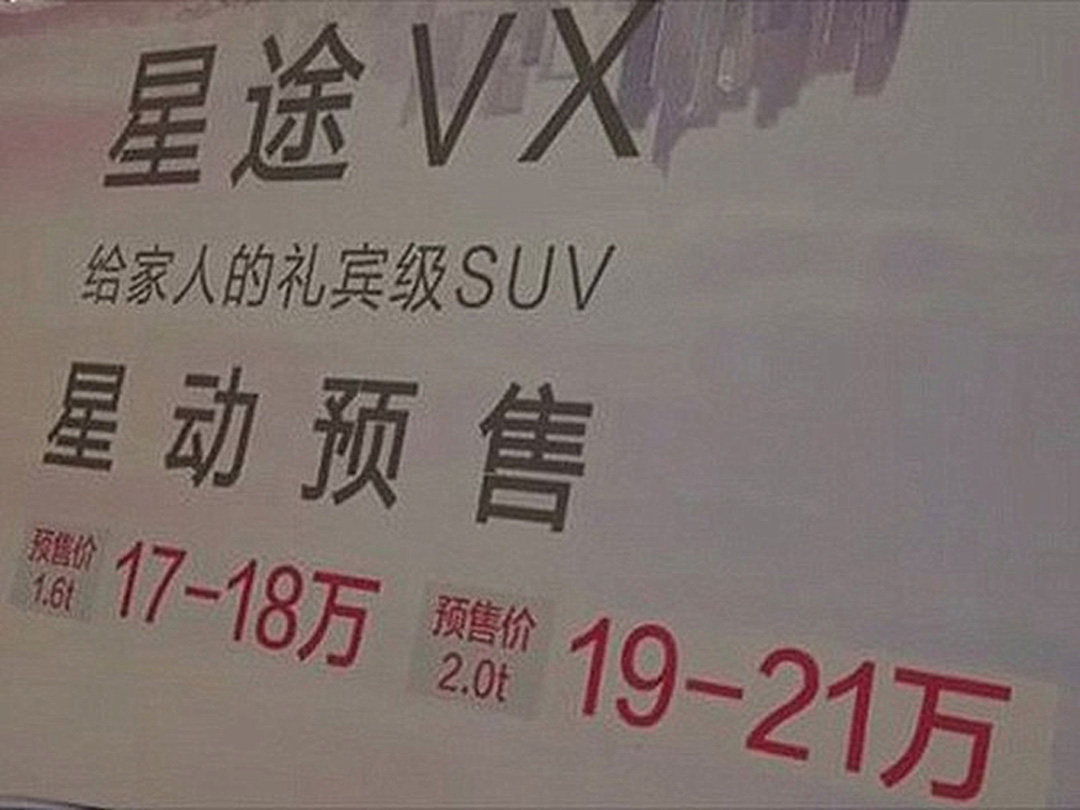 星途VX
给家人的礼宾级SUV
星动预售
预售价 1.6t 17-18万
预售价 2.0t 19-21万